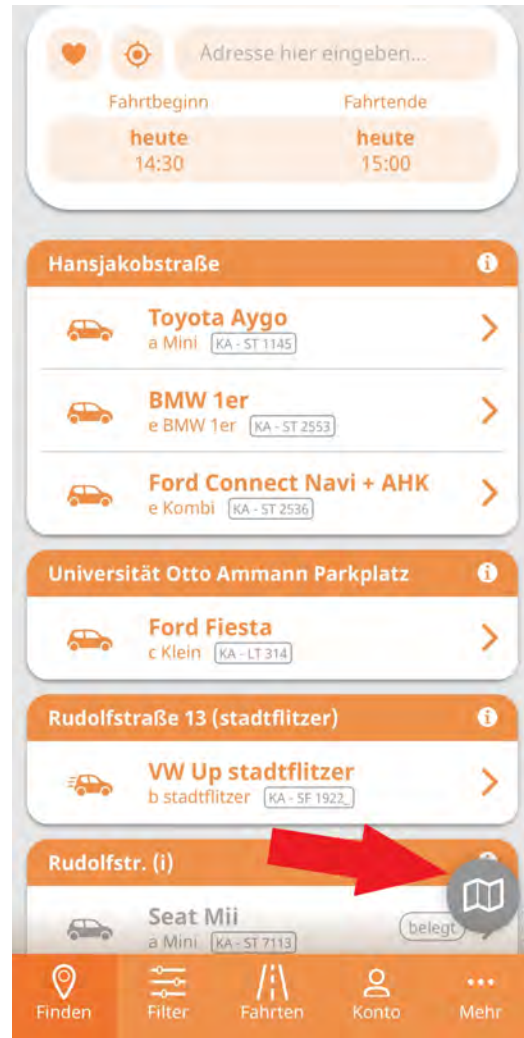 Adresse hier eingeben...
Fahrtbeginn Fahrtende
heute heute
14:30 15:00
Hansjakobstraße
Toyota Aygo
a Mini KA - ST 1145
BMW 1er
e BMW 1er KA - ST 2553
Ford Connect Navi + AHK
e Kombi KA - ST 2536
Universität Otto Ammann Parkplatz
Ford Fiesta
c Klein KA - LT 314
Rudolfstraße 13 (stadtflitzer)
VW Up stadtflitzer
b stadtflitzer KA - SF 1922_
Rudolfstr. (i)
Seat Mii
a Mini KA - ST 7113 belegt
Finden Filter Fahrten Konto Mehr